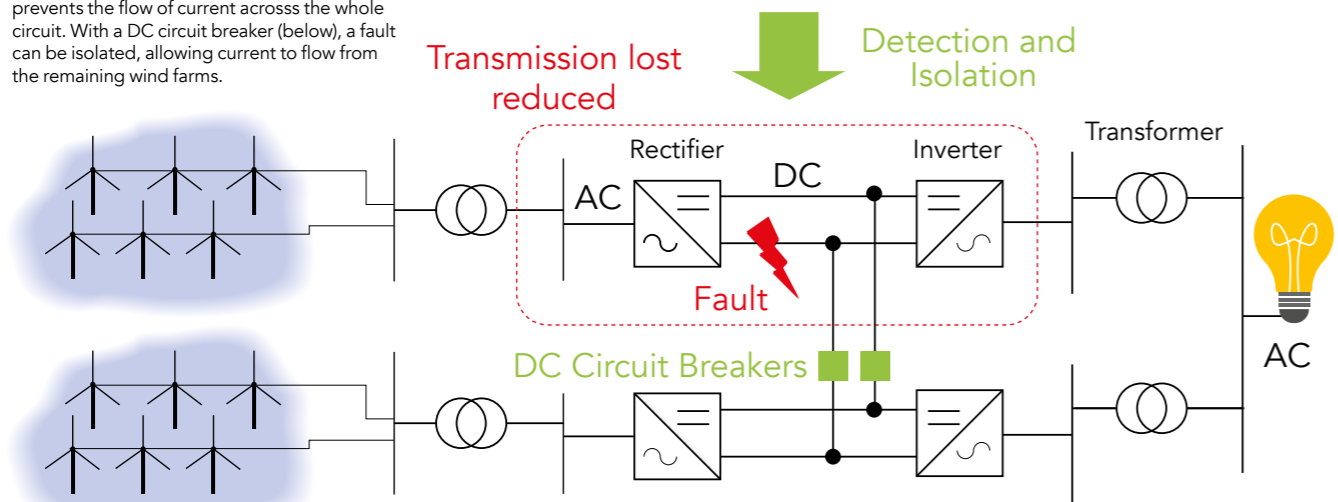 prevents the flow of current acrosss the whole
circuit. With a DC circuit breaker (below), a fault
can be isolated, allowing current to flow from
the remaining wind farms.
Transmission lost
reduced
Detection and
Isolation
Transformer
Rectifier
Inverter
AC
DC
Fault
DC Circuit Breakers
AC